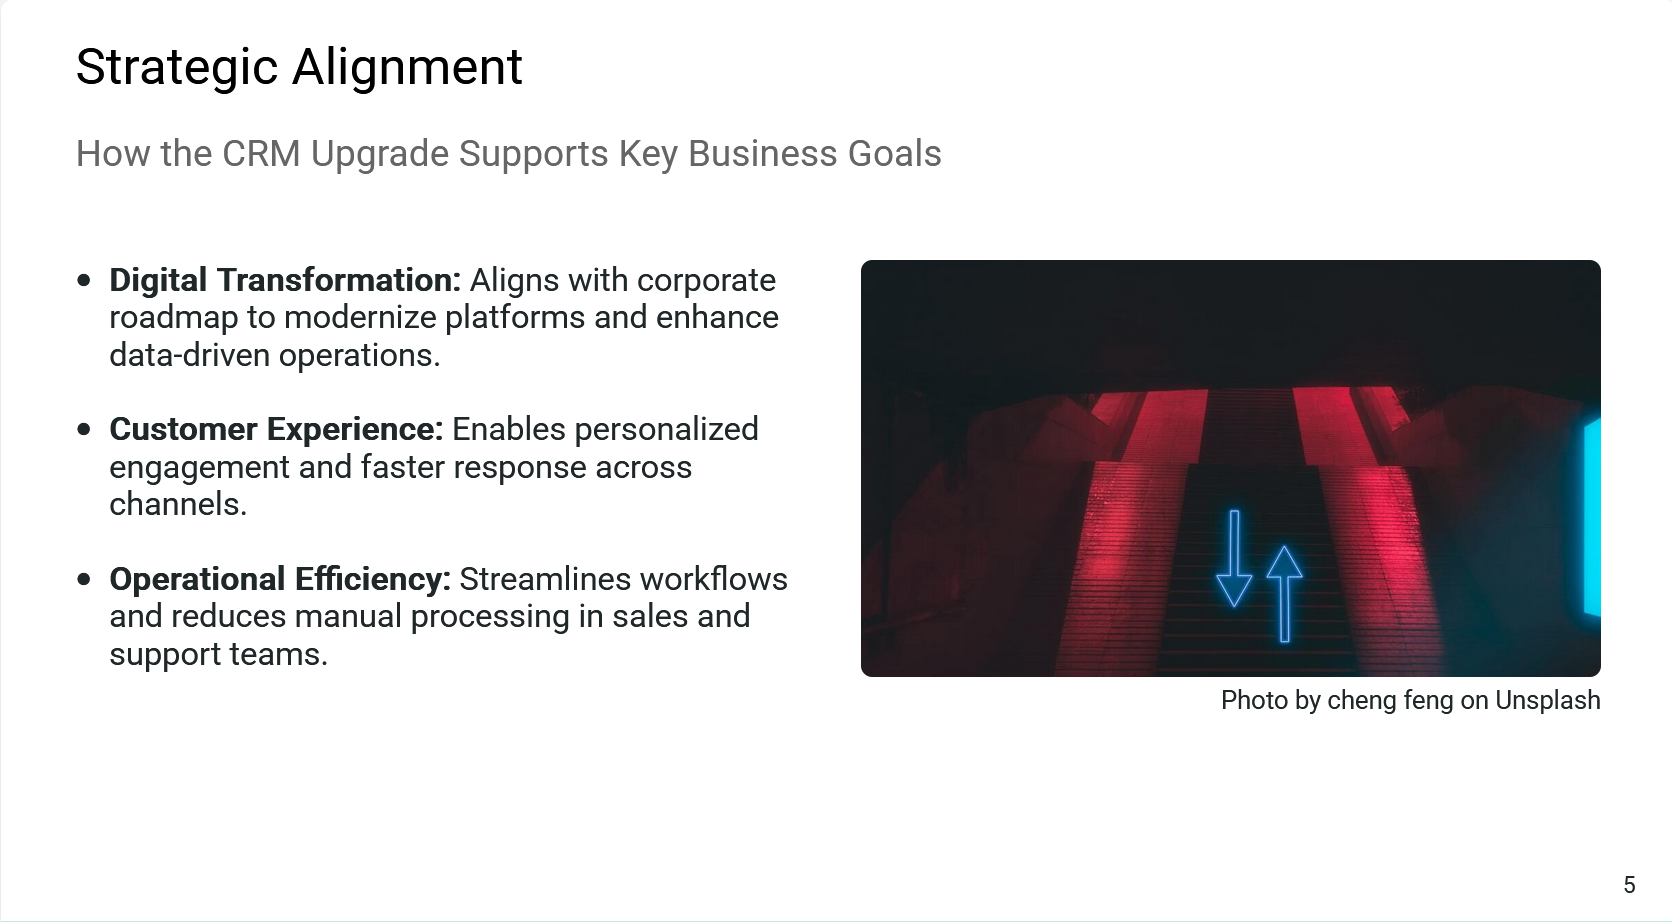 Strategic Alignment
How the CRM Upgrade Supports Key Business Goals
• Digital Transformation: Aligns with corporate
roadmap to modernize platforms and enhance
data-driven operations.
• Customer Experience: Enables personalized
engagement and faster response across
channels.
• Operational Efficiency: Streamlines workflows
and reduces manual processing in sales and
support teams.
Photo by cheng feng on Unsplash
5